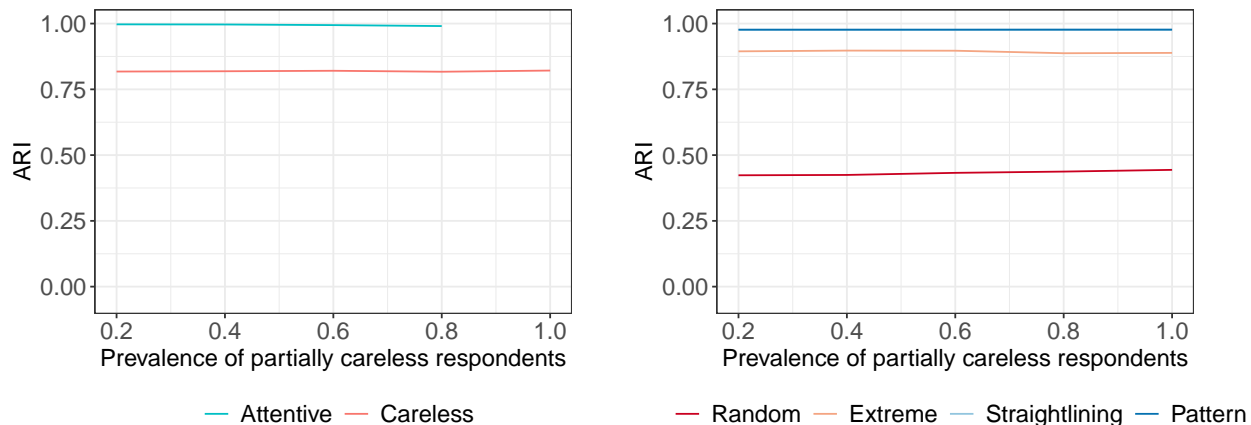 1.00
0.75
0.50
0.25
0.00
ARI
0.2 0.4 0.6 0.8 1.0
Prevalence of partially careless respondents
Attentive Careless
1.00
0.75
0.50
0.25
0.00
ARI
0.2 0.4 0.6 0.8 1.0
Prevalence of partially careless respondents
Random Extreme Straightlining Pattern